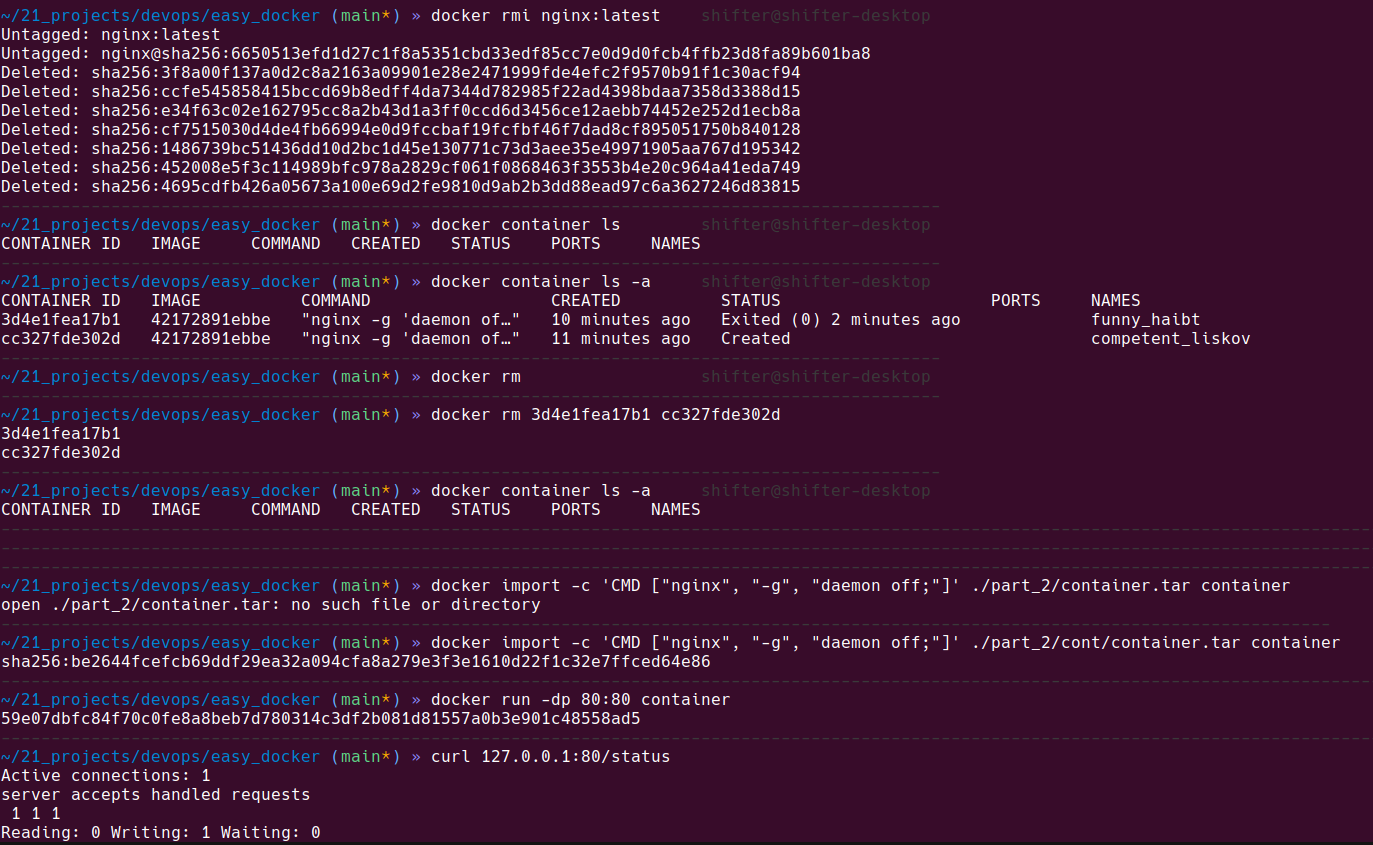 ~/21_projects/devops/easy_docker (main*) » docker rmi nginx:latest    shifter@shifter-desktop
Untagged: nginx:latest
Untagged: nginx@sha256:6650513efd1d27c1f8a5351cbd33edf85cc7e0d9d0fcb4ffb23d8fa89b601ba8
Deleted: sha256:3f8a00f137a0d2c8a2163a09901e28e2471999fde4efc2f9570b91f1c30acf94
Deleted: sha256:ccfe545858415bccd69b8edff4da7344d782985f22ad4398bdaa7358d3388d15
Deleted: sha256:e34f63c02e162795cc8a2b43d1a3ff0ccd6d3456ce12aebb74452e252d1ecb8a
Deleted: sha256:cf7515030d4de4fb66994e0d9fccbaf19fcfbf46f7dad8cf895051750b840128
Deleted: sha256:1486739bc51436dd10d2bc1d45e130771c73d3aee35e49971905aa767d195342
Deleted: sha256:452008e5f3c114989bfc978a2829cf061f0868463f3553b4e20c964a41eda749
Deleted: sha256:4695cdfb426a05673a100e69d2fe9810d9ab2b3dd88ead97c6a3627246d83815
~/21_projects/devops/easy_docker (main*) » docker container ls        shifter@shifter-desktop
CONTAINER ID   IMAGE     COMMAND   CREATED   STATUS    PORTS     NAMES
~/21_projects/devops/easy_docker (main*) » docker container ls -a     shifter@shifter-desktop
CONTAINER ID   IMAGE          COMMAND                  CREATED          STATUS                     PORTS     NAMES
3d4e1fea17b1   42172891ebbe   "nginx -g 'daemon of…"   10 minutes ago   Exited (0) 2 minutes ago             funny_haibt
cc327fde302d   42172891ebbe   "nginx -g 'daemon of…"   11 minutes ago   Created                              competent_liskov
~/21_projects/devops/easy_docker (main*) » docker rm                  shifter@shifter-desktop
~/21_projects/devops/easy_docker (main*) » docker rm 3d4e1fea17b1 cc327fde302d
3d4e1fea17b1
cc327fde302d
~/21_projects/devops/easy_docker (main*) » docker container ls -a     shifter@shifter-desktop
CONTAINER ID   IMAGE     COMMAND   CREATED   STATUS    PORTS     NAMES
~/21_projects/devops/easy_docker (main*) » docker import -c 'CMD ["nginx", "-g", "daemon off;"]' ./part_2/container.tar container
open ./part_2/container.tar: no such file or directory
~/21_projects/devops/easy_docker (main*) » docker import -c 'CMD ["nginx", "-g", "daemon off;"]' ./part_2/cont/container.tar container
sha256:be2644fcefcb69ddf29ea32a094cfa8a279e3f3e1610d22f1c32e7ffced64e86
~/21_projects/devops/easy_docker (main*) » docker run -dp 80:80 container
59e07dbfc84f70c0fe8a8beb7d780314c3df2b081d81557a0b3e901c48558ad5
~/21_projects/devops/easy_docker (main*) » curl 127.0.0.1:80/status
Active connections: 1
server accepts handled requests
 1 1 1
Reading: 0 Writing: 1 Waiting: 0